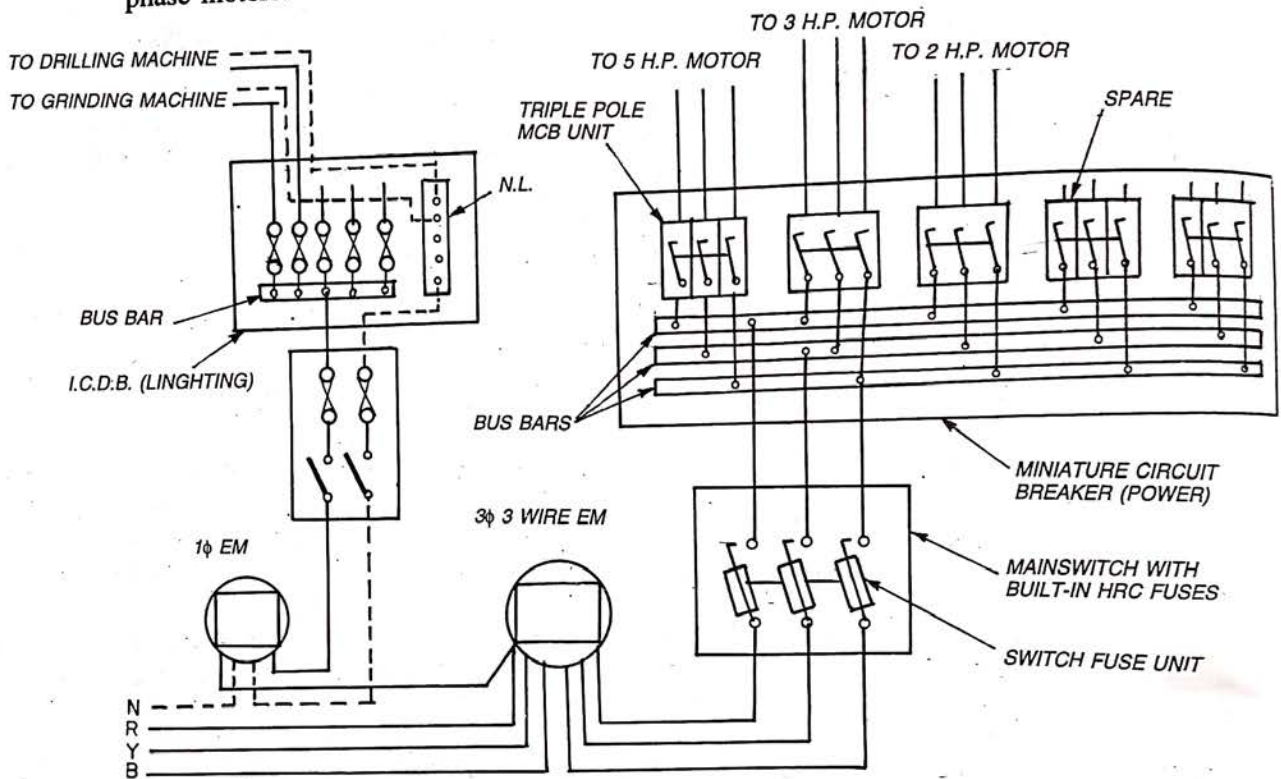 phase motors
TO DRILLING MACHINE
TO GRINDING MACHINE
N.L.
BUS BAR
I.C.D.B. (LINGHTING)
1ϕ EM
N
R
Y
B
3ϕ 3 WIRE EM
TO 5 H.P. MOTOR
TO 3 H.P. MOTOR
TO 2 H.P. MOTOR
TRIPLE POLE
MCB UNIT
SPARE
BUS BARS
MINIATURE CIRCUIT
BREAKER (POWER)
MAINSWITCH WITH
BUILT-IN HRC FUSES
SWITCH FUSE UNIT